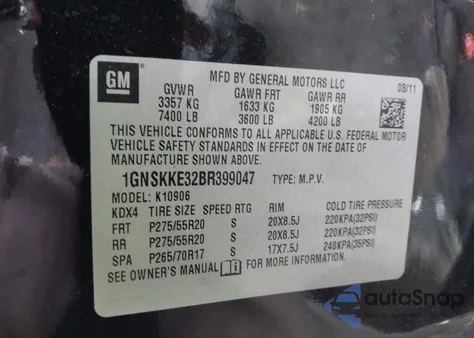 GM
MFD BY GENERAL MOTORS LLC
08/11
GVWR GAWR FRT GAWR RR
3357 KG 1633 KG 1905 KG
7400 LB 3600 LB 4200 LB
THIS VEHICLE CONFORMS TO ALL APPLICABLE U.S. FEDERAL MOTOR
VEHICLE SAFETY STANDARDS IN EFFECT ON THE DATE OF
MANUFACTURE SHOWN ABOVE.
1GNSKKE32BR399047 TYPE: M.P.V.
MODEL: K10906
KDX4 TIRE SIZE SPEED RTG RIM COLD TIRE PRESSURE
FRT P275/55R20 S 20X8.5J 220KPA(32PSI)
RR P275/55R20 S 20X8.5J 220KPA(32PSI)
SPA P265/70R17 S 17X7.5J 240KPA(35PSI)
SEE OWNER'S MANUAL FOR MORE INFORMATION.
autoSnap